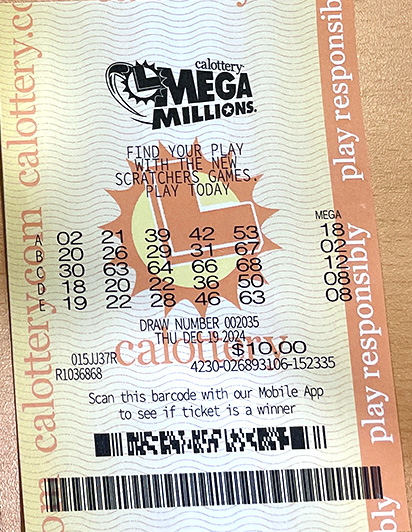 calottery
MEGA
MILLIONS.
FIND YOUR PLAY
WITH THE NEW
SCRATCHERS GAMES.
PLAY TODAY
MEGA
A 02 21 39 42 53 18
B 20 26 29 31 67 02
C 30 63 64 66 68 12
D 18 20 22 36 50 08
E 19 22 28 46 63 08
DRAW NUMBER 002035
THU DEC 19 2024
calottery
015JJ37R $10.00
R1036868 4230-026893106-152335
Scan this barcode with our Mobile App
to see if ticket is a winner
om calottery.com calottery.co
play responsibly play responsib